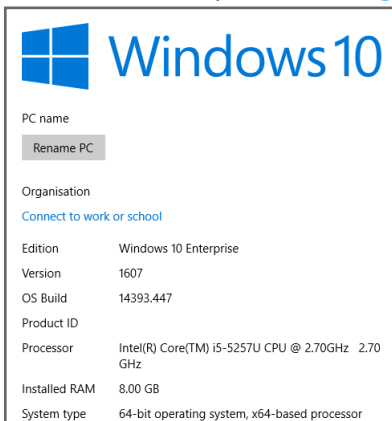 Windows 10
PC name
Rename PC
Organisation
Connect to work or school
Edition Windows 10 Enterprise
Version 1607
OS Build 14393.447
Product ID
Processor Intel(R) Core(TM) i5-5257U CPU @ 2.70GHz 2.70
GHz
Installed RAM 8.00 GB
System type 64-bit operating system, x64-based processor